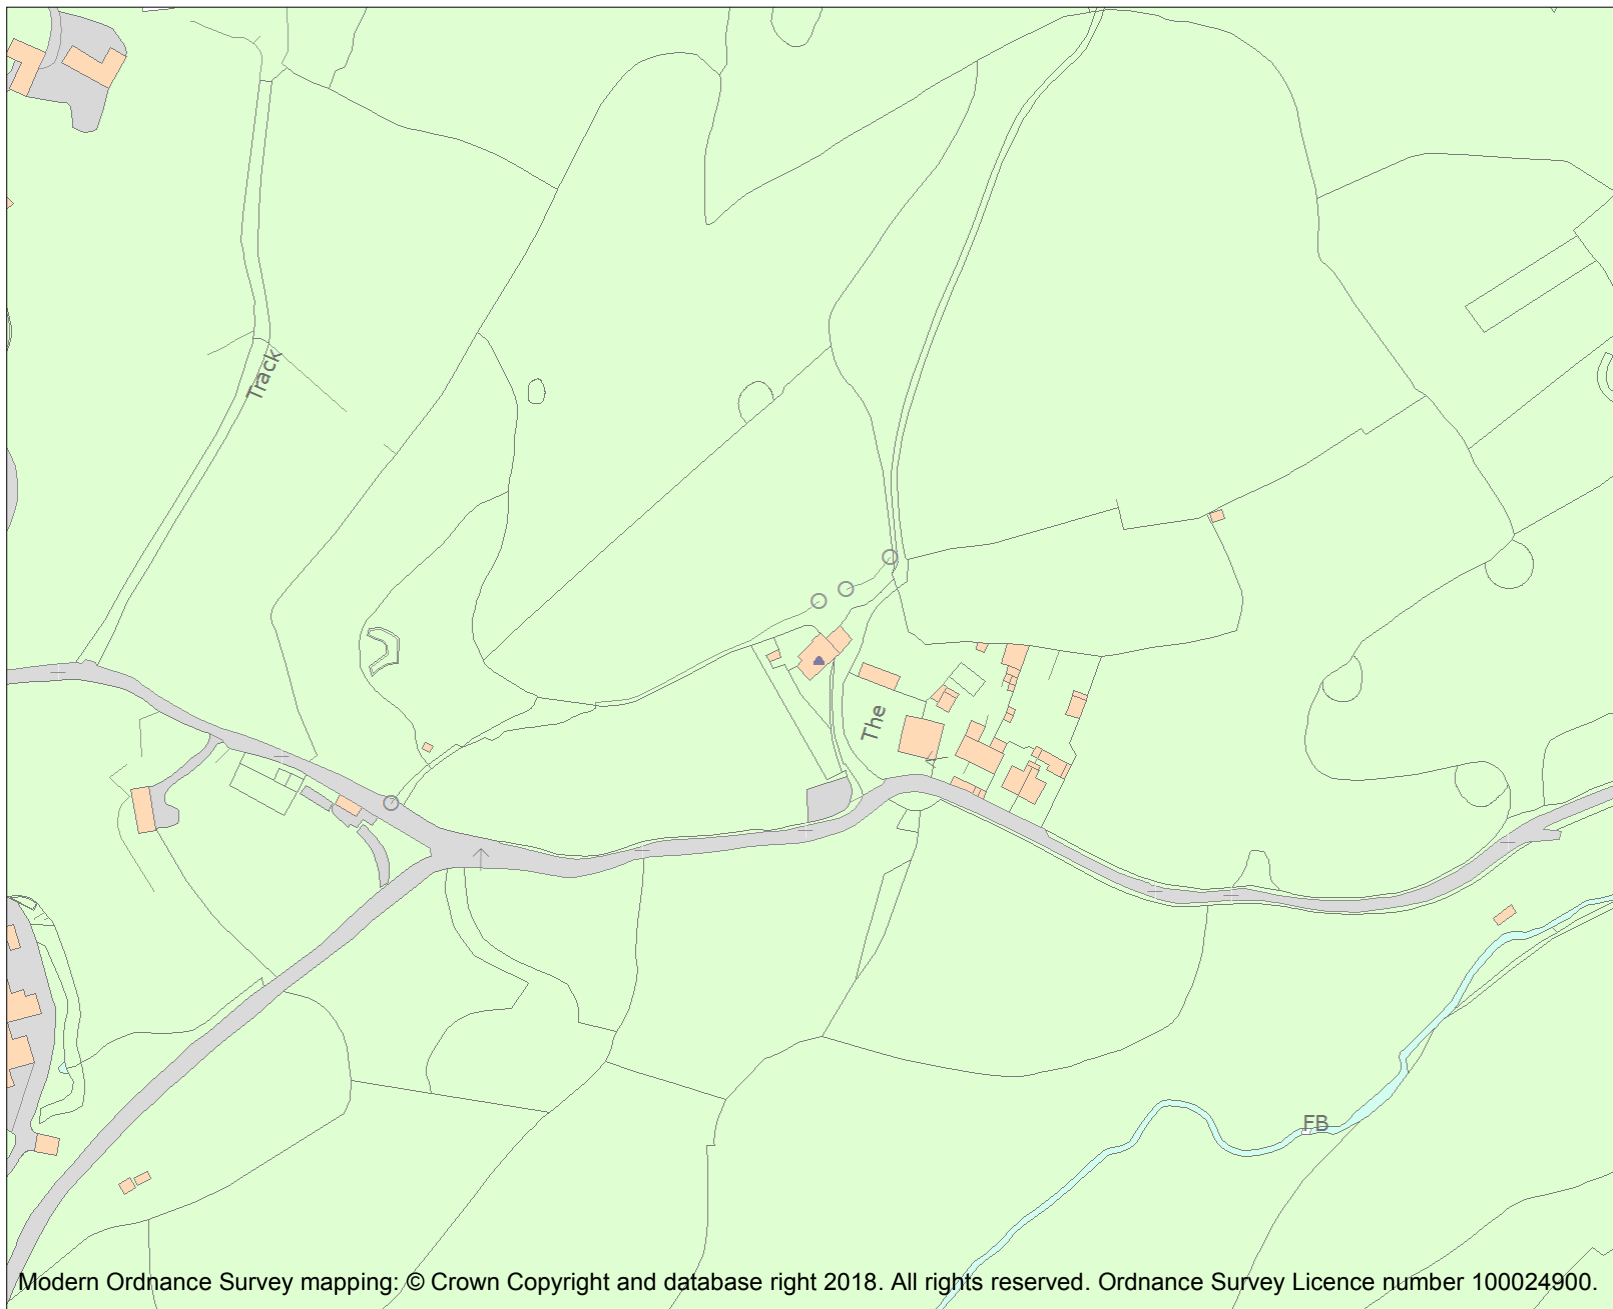 Track
The
FB
Modern Ordnance Survey mapping: © Crown Copyright and database right 2018. All rights reserved. Ordnance Survey Licence number 100024900.